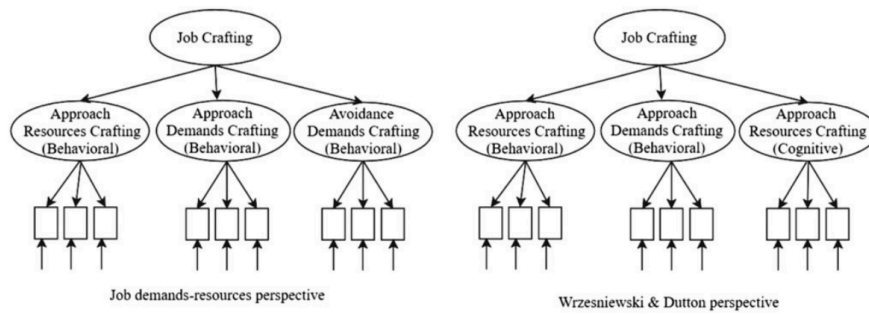 Job Crafting
Approach
Resources Crafting
(Behavioral)
Approach
Demands Crafting
(Behavioral)
Avoidance
Demands Crafting
(Behavioral)
Job demands-resources perspective
Job Crafting
Approach
Resources Crafting
(Behavioral)
Approach
Demands Crafting
(Behavioral)
Approach
Resources Crafting
(Cognitive)
Wrzesniewski & Dutton perspective